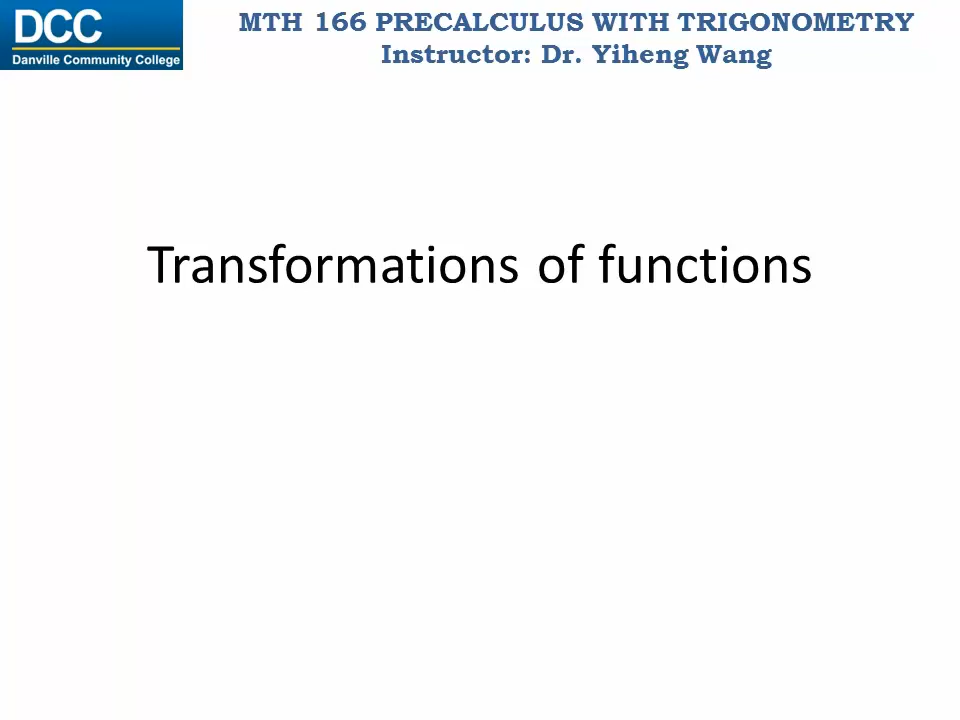 DCC
Danville Community College
MTH 166 PRECALCULUS WITH TRIGONOMETRY
Instructor: Dr. Yiheng Wang
Transformations of functions